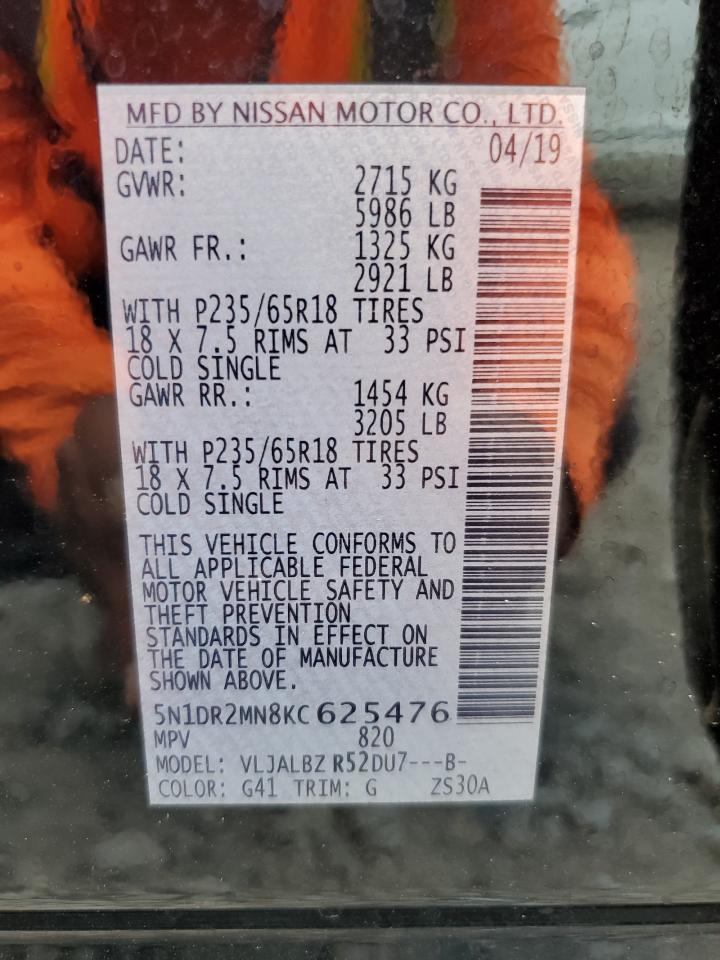 MFD BY NISSAN MOTOR CO., LTD.
DATE: 04/19
GVWR: 2715 KG
5986 LB
GAWR FR.: 1325 KG
2921 LB
WITH P235/65R18 TIRES
18 X 7.5 RIMS AT 33 PSI
COLD SINGLE
GAWR RR.: 1454 KG
3205 LB
WITH P235/65R18 TIRES
18 X 7.5 RIMS AT 33 PSI
COLD SINGLE
THIS VEHICLE CONFORMS TO
ALL APPLICABLE FEDERAL
MOTOR VEHICLE SAFETY AND
THEFT PREVENTION
STANDARDS IN EFFECT ON
THE DATE OF MANUFACTURE
SHOWN ABOVE.
5N1DR2MN8KC625476
MPV 820
MODEL: VLJALBZ R52DU7---B-
COLOR: G41 TRIM: G ZS30A